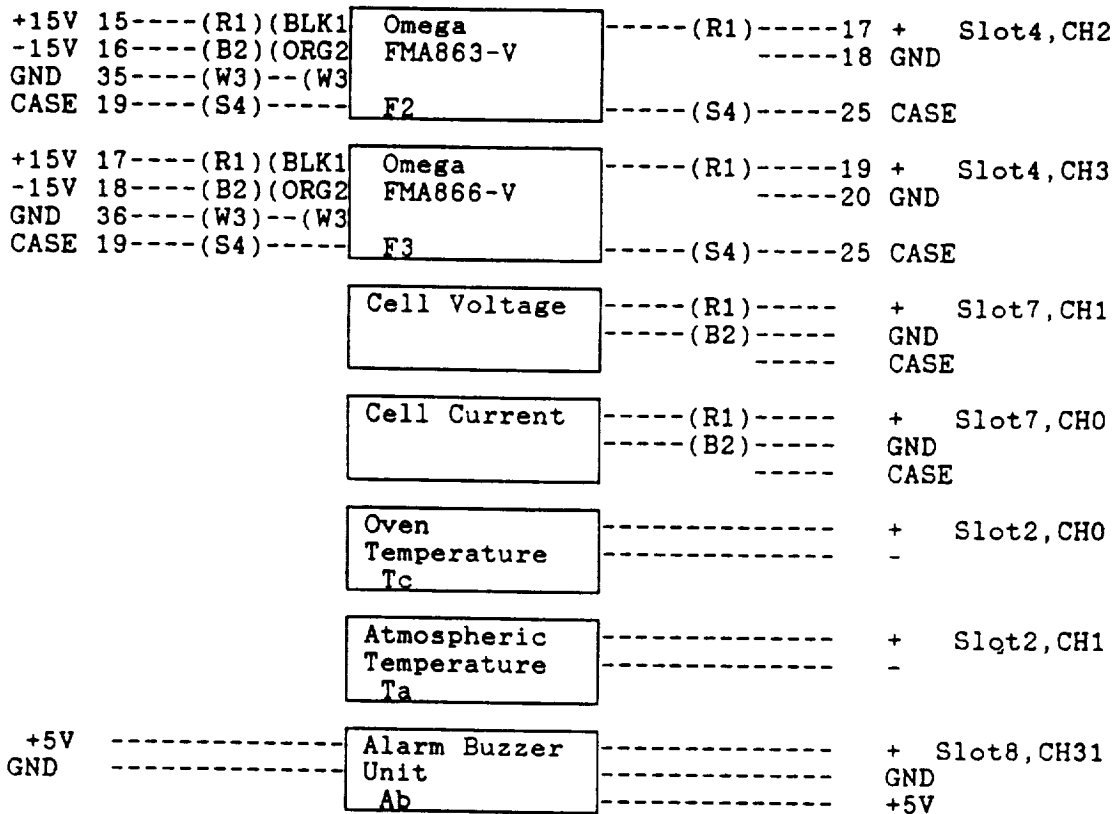 +15V 15----(R1)(BLK1 Omega -----(R1)-----17 + Slot4,CH2
-15V 16----(B2)(ORG2 FMA863-V -----18 GND
GND 35----(W3)--(W3
CASE 19----(S4)----- F2 -----(S4)-----25 CASE
+15V 17----(R1)(BLK1 Omega -----(R1)-----19 + Slot4,CH3
-15V 18----(B2)(ORG2 FMA866-V -----20 GND
GND 36----(W3)--(W3
CASE 19----(S4)----- F3 -----(S4)-----25 CASE
Cell Voltage -----(R1)----- + Slot7,CH1
-----(B2)----- GND
----- CASE
Cell Current -----(R1)----- + Slot7,CH0
-----(B2)----- GND
----- CASE
Oven -------------- + Slot2,CH0
Temperature -------------- -
Tc
Atmospheric -------------- + Slot2,CH1
Temperature -------------- -
Ta
+5V -------------- Alarm Buzzer -------------- + Slot8,CH31
GND -------------- Unit -------------- GND
Ab -------------- +5V